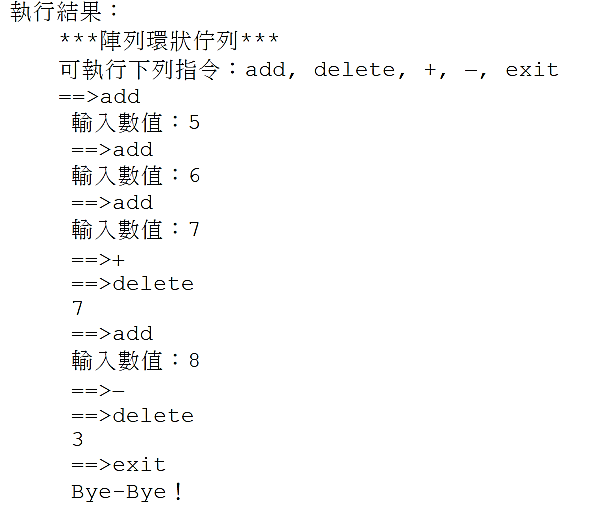 執行結果：
***陣列環狀佇列***
可執行下列指令：add, delete, +, −, exit
==>add
輸入數值：5
==>add
輸入數值：6
==>add
輸入數值：7
==>+
==>delete
7
==>add
輸入數值：8
==>−
==>delete
3
==>exit
Bye-Bye！